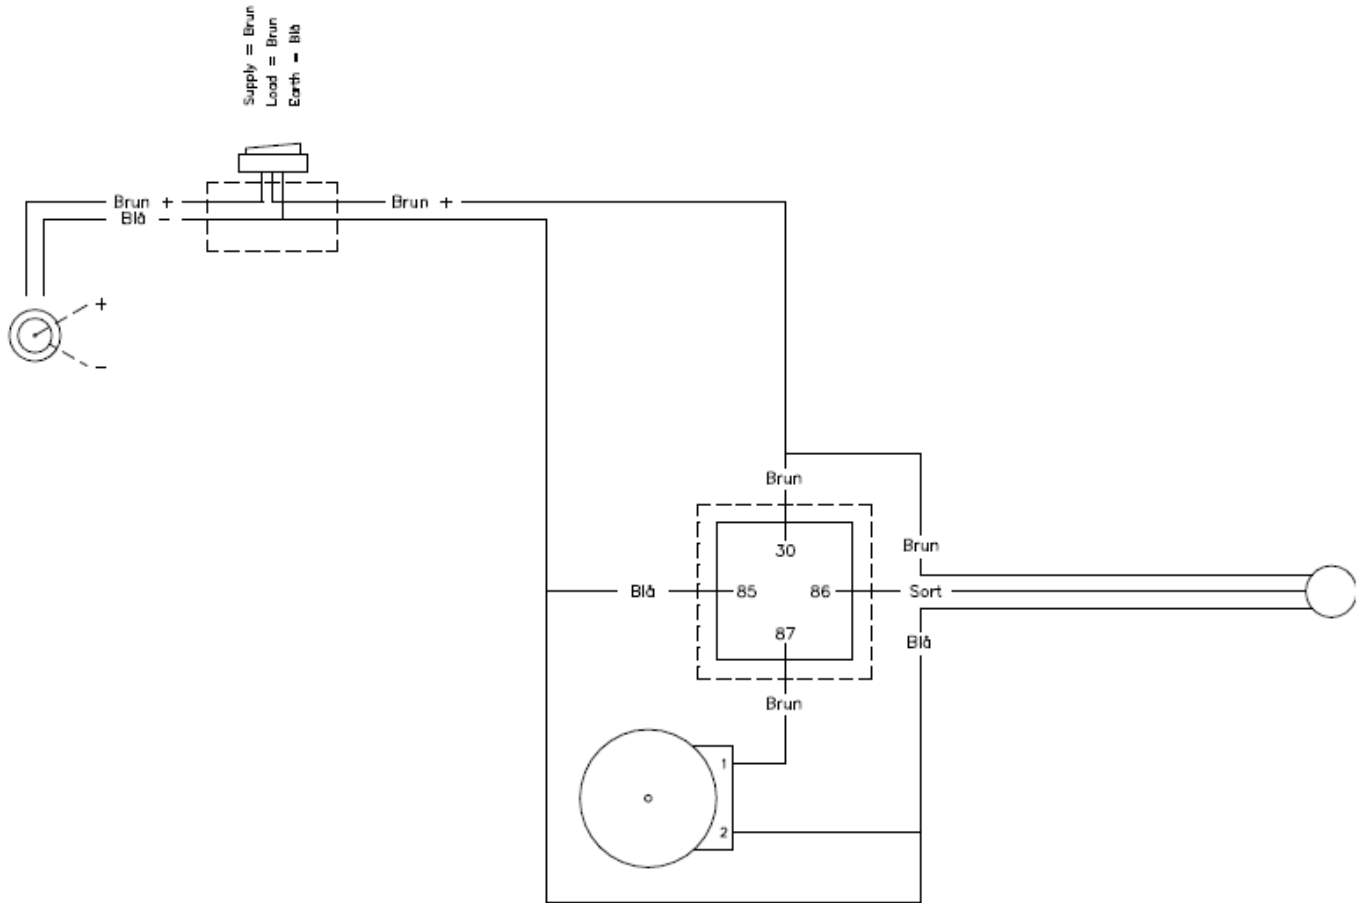 Supply = Brun
Load = Brun
Earth = Blå
Brun +
Brun +
Blå -
+
-
Brun
30
Brun
Blå
85
86
Sort
87
Blå
Brun
1
2